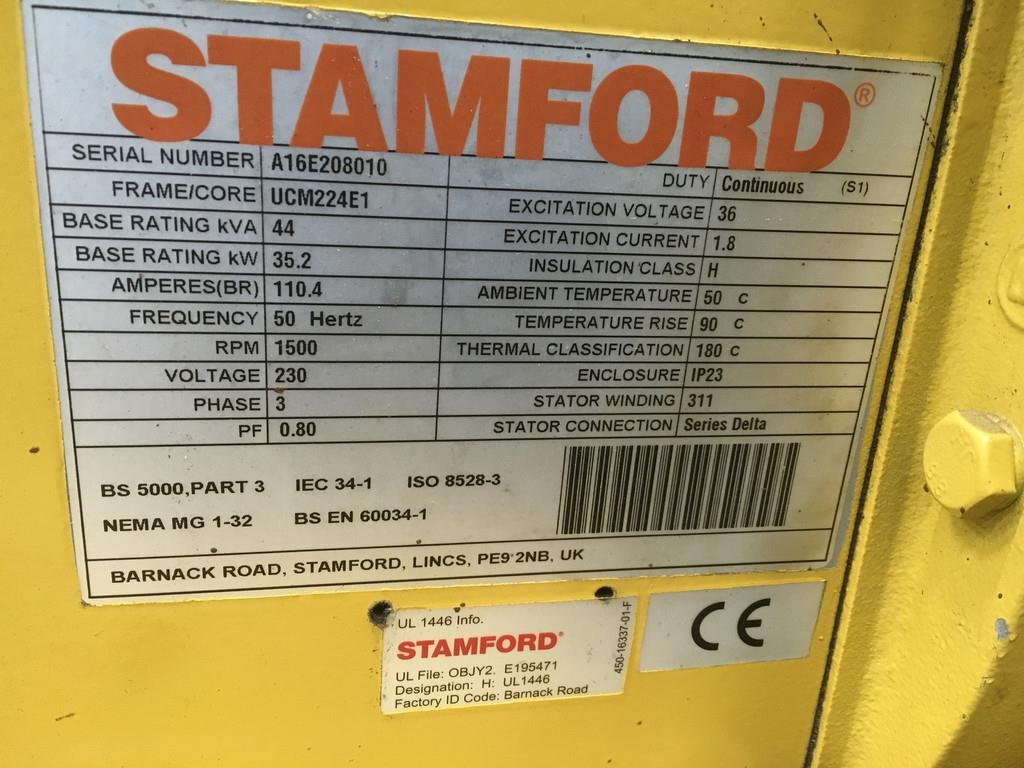 STAMFORD®
SERIAL NUMBER A16E208010
FRAME/CORE UCM224E1
BASE RATING kVA 44
BASE RATING kW 35.2
AMPERES(BR) 110.4
FREQUENCY 50 Hertz
RPM 1500
VOLTAGE 230
PHASE 3
PF 0.80
DUTY Continuous (S1)
EXCITATION VOLTAGE 36
EXCITATION CURRENT 1.8
INSULATION CLASS H
AMBIENT TEMPERATURE 50 C
TEMPERATURE RISE 90 C
THERMAL CLASSIFICATION 180 C
ENCLOSURE IP23
STATOR WINDING 311
STATOR CONNECTION Series Delta
BS 5000,PART 3 IEC 34-1 ISO 8528-3
NEMA MG 1-32 BS EN 60034-1
BARNACK ROAD, STAMFORD, LINCS, PE9 2NB, UK
UL 1446 Info.
STAMFORD®
UL File: OBJY2. E195471
Designation: H: UL1446
Factory ID Code: Barnack Road
450-16337-01-F
CE